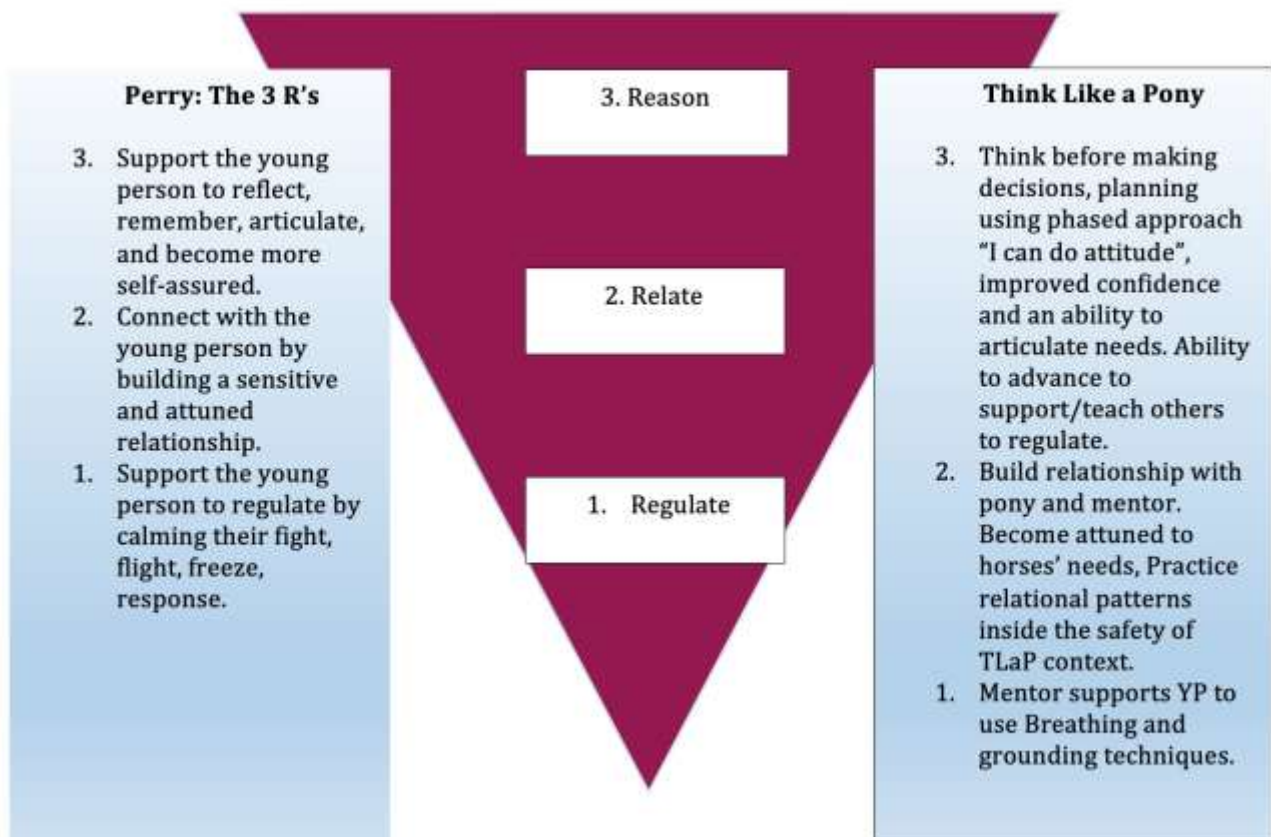 Perry: The 3 R's
3. Support the young
person to reflect,
remember, articulate,
and become more
self-assured.
2. Connect with the
young person by
building a sensitive
and attuned
relationship.
1. Support the young
person to regulate by
calming their fight,
flight, freeze,
response.
3. Reason
2. Relate
1. Regulate
Think Like a Pony
3. Think before making
decisions, planning
using phased approach
“I can do attitude”,
improved confidence
and an ability to
articulate needs. Ability
to advance to
support/teach others
to regulate.
2. Build relationship with
pony and mentor.
Become attuned to
horses’ needs, Practice
relational patterns
inside the safety of
TLaP context.
1. Mentor supports YP to
use Breathing and
grounding techniques.